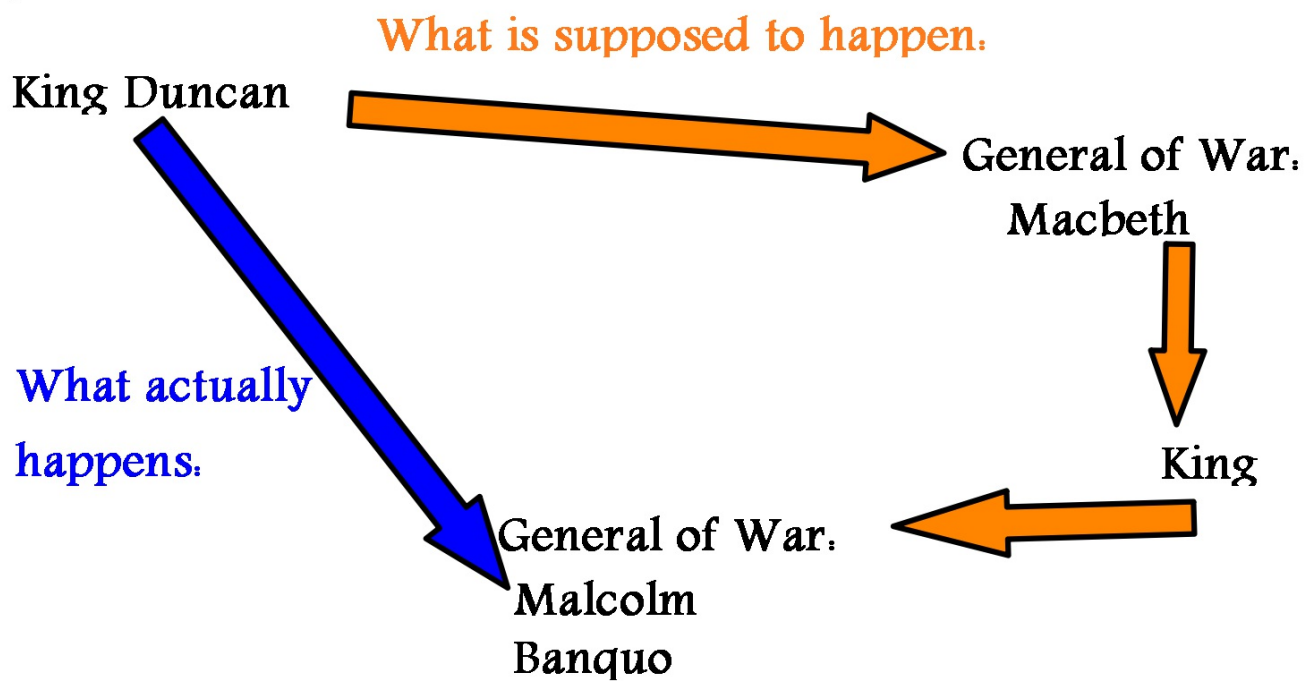 What is supposed to happen:
King Duncan
General of War:
Macbeth
What actually
happens:
King
General of War:
Malcolm
Banquo